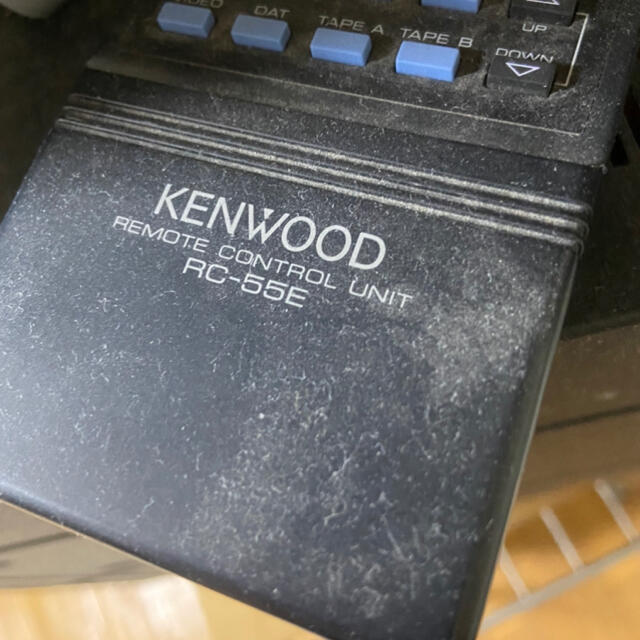 DAT TAPE A TAPE B
UP
DOWN
KENWOOD
REMOTE CONTROL UNIT
RC-55E